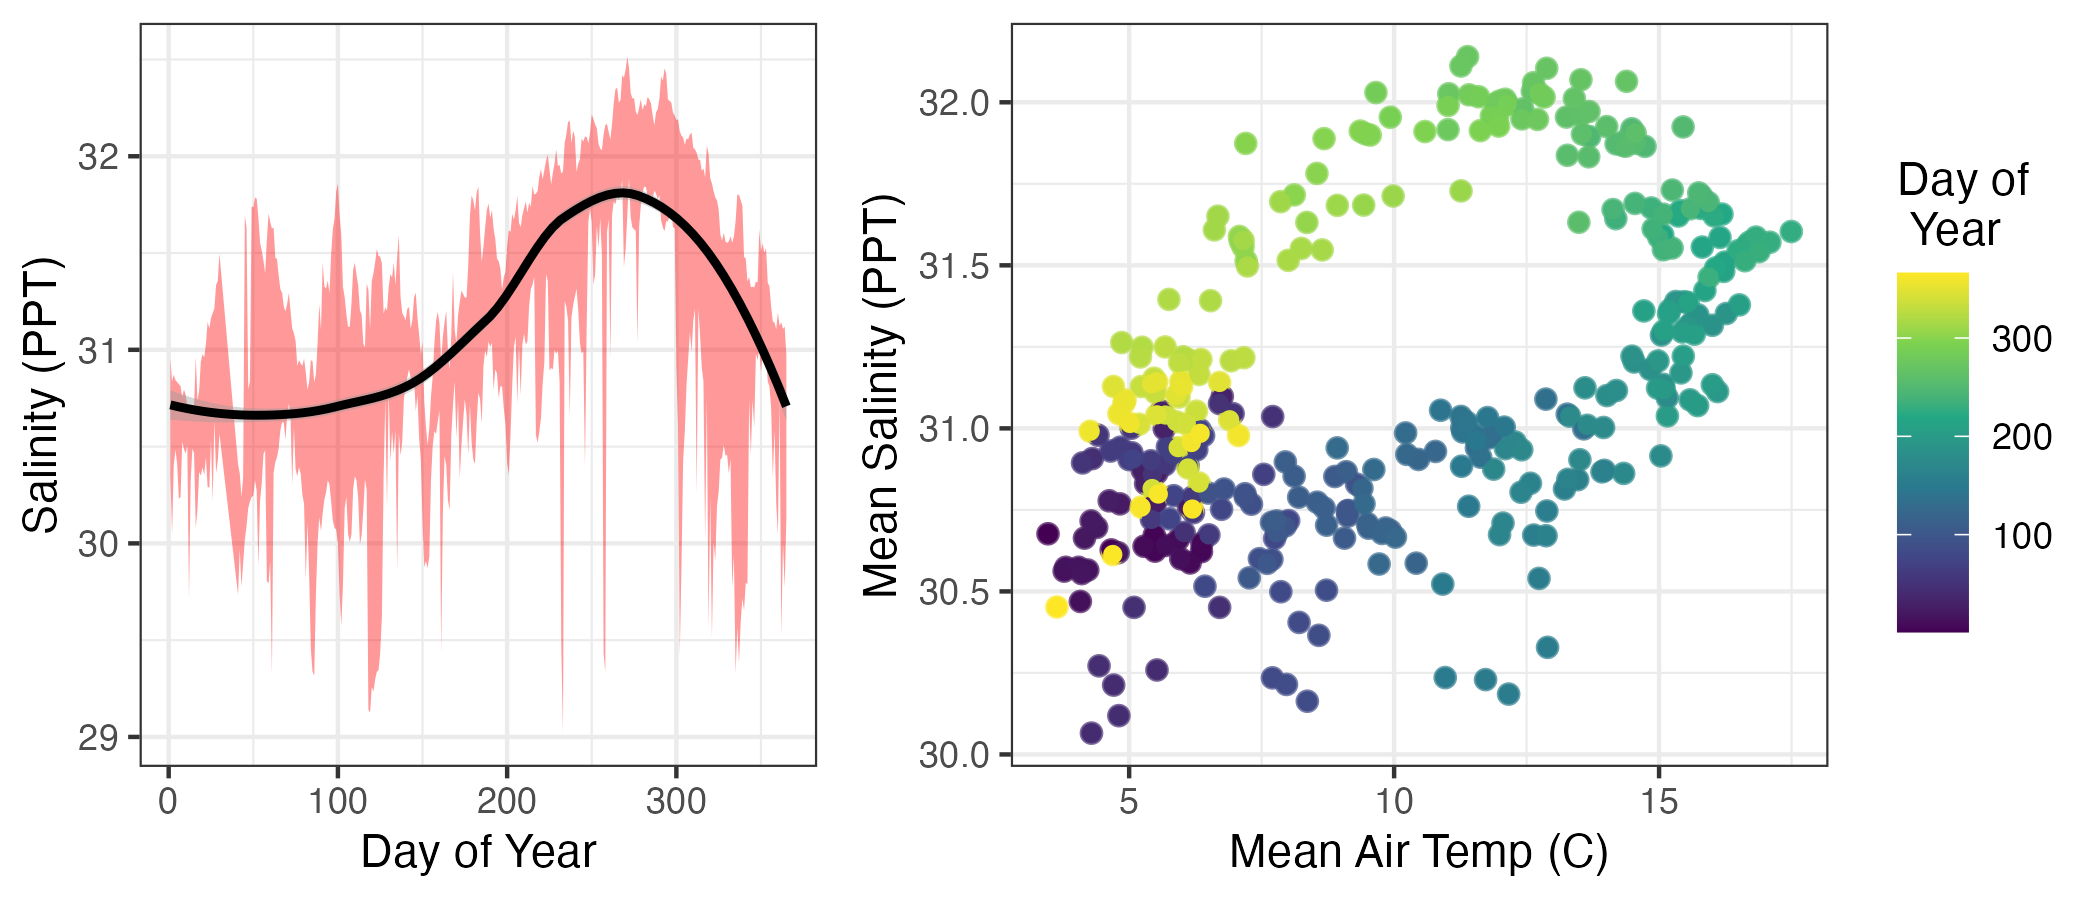 Salinity (PPT)
32
31
30
29
0 100 200 300
Day of Year
Mean Salinity (PPT)
32.0
31.5
31.0
30.5
30.0
5 10 15
Mean Air Temp (C)
Day of
Year
300
200
100